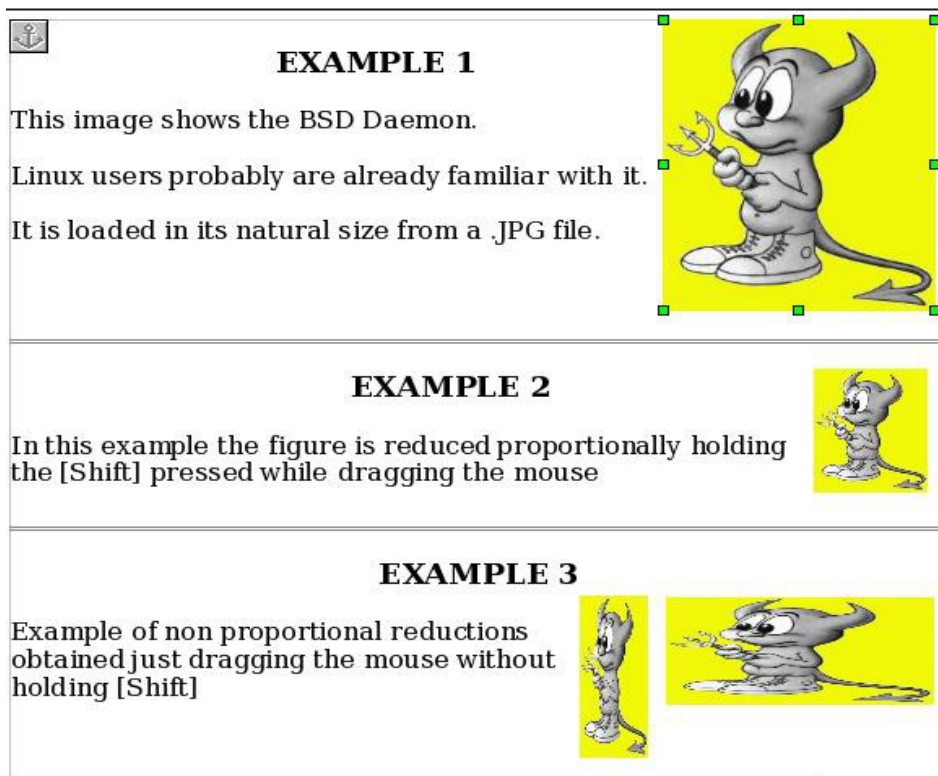 EXAMPLE 1
This image shows the BSD Daemon.
Linux users probably are already familiar with it.
It is loaded in its natural size from a .JPG file.
EXAMPLE 2
In this example the figure is reduced proportionally holding
the [Shift] pressed while dragging the mouse
EXAMPLE 3
Example of non proportional reductions
obtained just dragging the mouse without
holding [Shift]